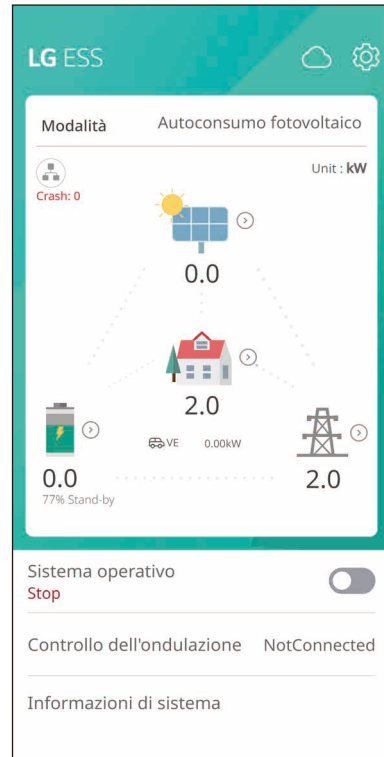 LG ESS
Modalità Autoconsumo fotovoltaico
Unit : kW
Crash: 0
0.0
2.0
VE 0.00kW
0.0 2.0
77% Stand-by
Sistema operativo
Stop
Controllo dell'ondulazione NotConnected
Informazioni di sistema